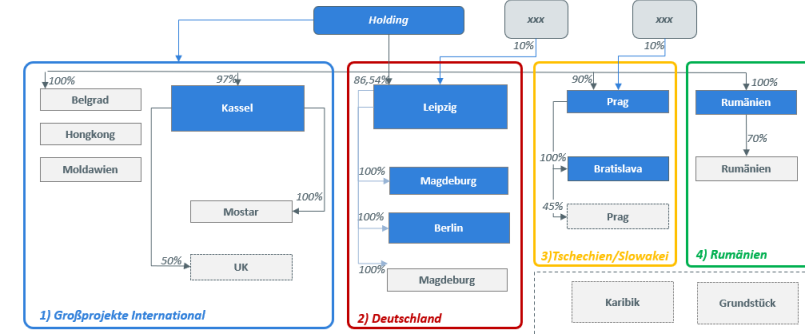 Holding
xxx
xxx
10%
10%
100%
97%
86,54%
90%
100%
Belgrad
Kassel
Leipzig
Prag
Rumänien
Hongkong
70%
Moldawien
100%
100%
Rumänien
Magdeburg
Bratislava
100%
45%
Mostar
100%
Berlin
Prag
50%
UK
100%
Magdeburg
3)Tschechien/Slowakei
4) Rumänien
Karibik
Grundstück
1) Großprojekte International
2) Deutschland